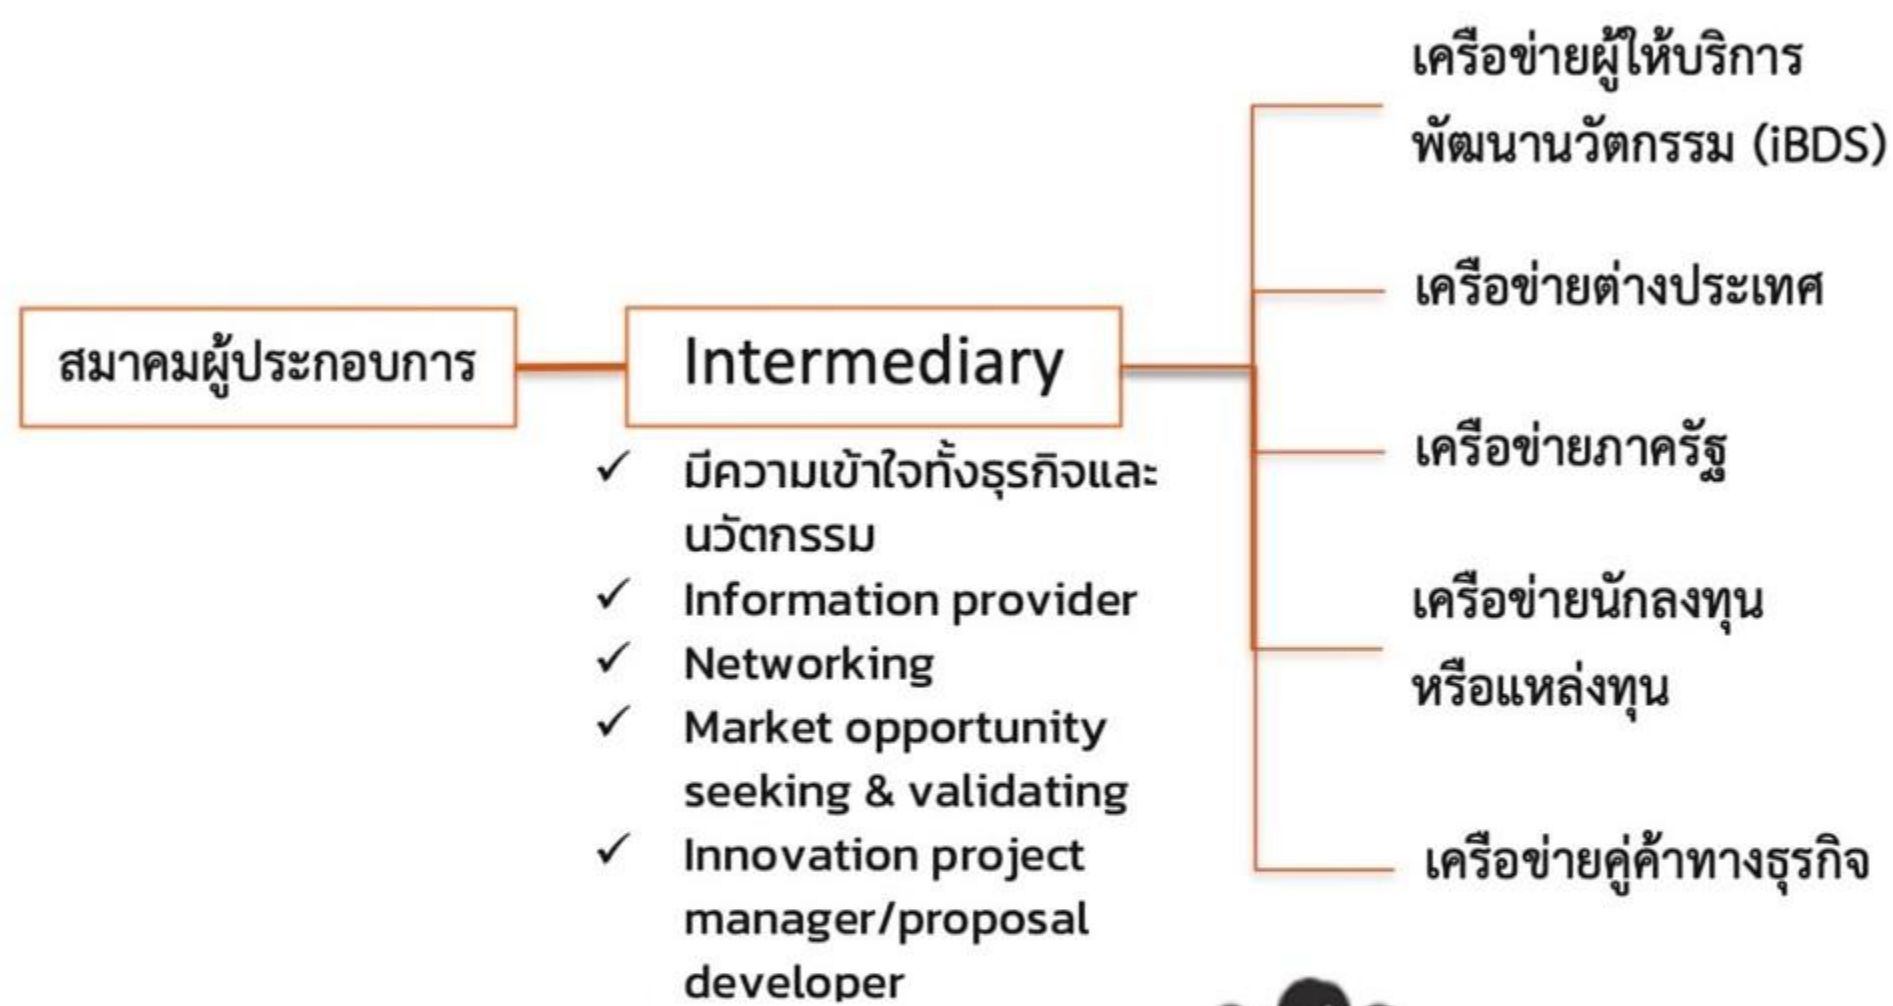 สมาคมผู้ประกอบการ
Intermediary
✓ มีความเข้าใจทั้งธุรกิจและ
นวัตกรรม
✓ Information provider
✓ Networking
✓ Market opportunity
seeking & validating
✓ Innovation project
manager/proposal
developer
เครือข่ายผู้ให้บริการ
พัฒนานวัตกรรม (iBDS)
เครือข่ายต่างประเทศ
เครือข่ายภาครัฐ
เครือข่ายนักลงทุน
หรือแหล่งทุน
เครือข่ายคู่ค้าทางธุรกิจ